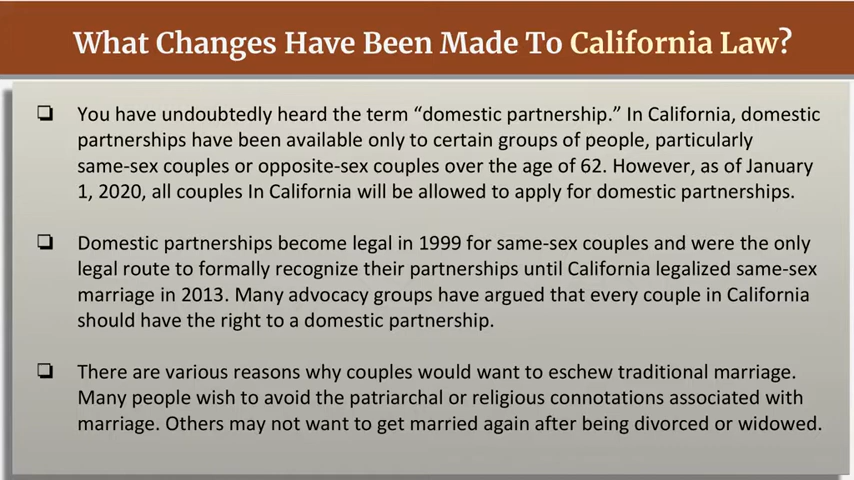 What Changes Have Been Made To California Law?
❏ You have undoubtedly heard the term “domestic partnership.” In California, domestic
partnerships have been available only to certain groups of people, particularly
same-sex couples or opposite-sex couples over the age of 62. However, as of January
1, 2020, all couples In California will be allowed to apply for domestic partnerships.
❏ Domestic partnerships become legal in 1999 for same-sex couples and were the only
legal route to formally recognize their partnerships until California legalized same-sex
marriage in 2013. Many advocacy groups have argued that every couple in California
should have the right to a domestic partnership.
❏ There are various reasons why couples would want to eschew traditional marriage.
Many people wish to avoid the patriarchal or religious connotations associated with
marriage. Others may not want to get married again after being divorced or widowed.